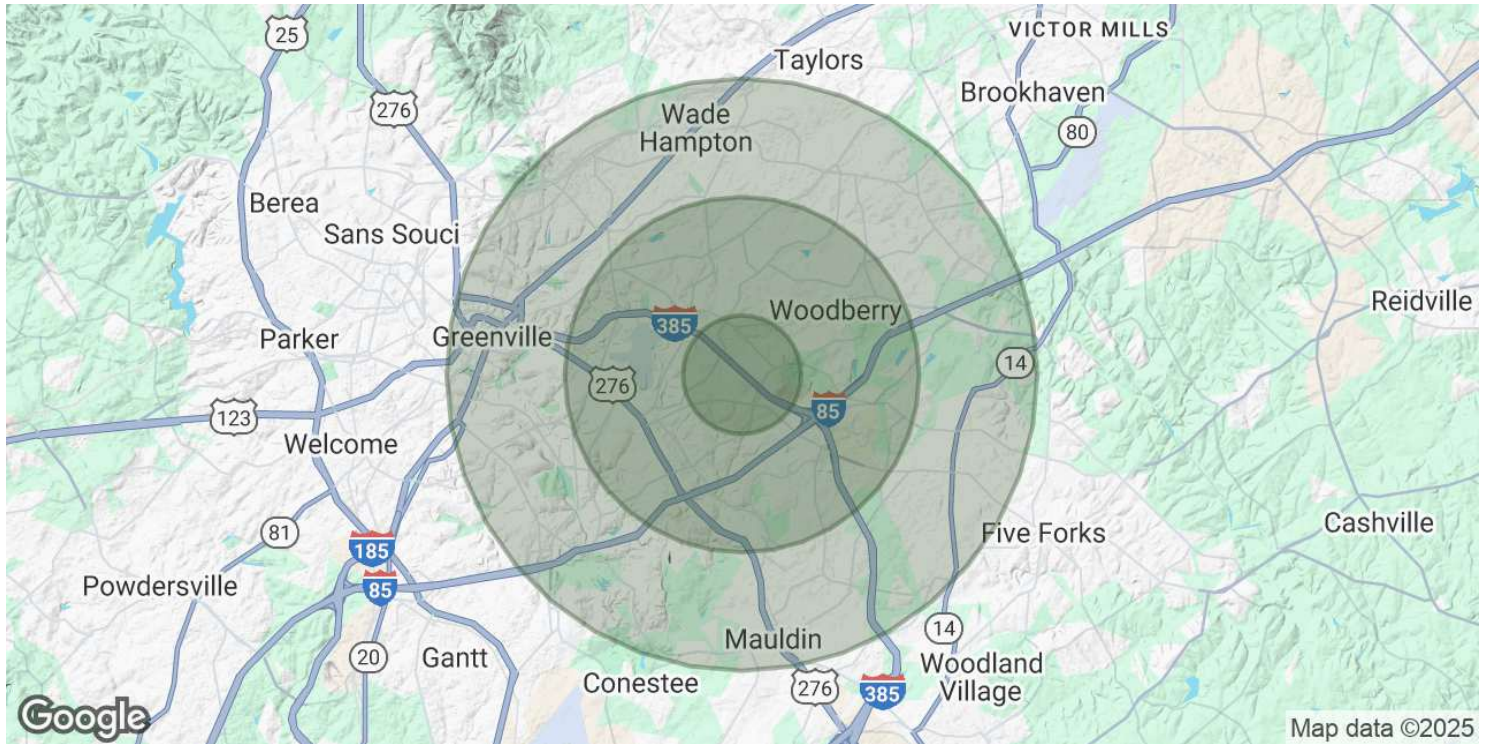 VICTOR MILLS
25
Taylors
Brookhaven
276
Wade
Hampton
80
Berea
Sans Souci
Woodberry
Reidville
385
Parker
Greenville
14
276
85
123
Welcome
Cashville
81
Five Forks
185
Powdersville
85
14
Mauldin
20
Gantt
Woodland
Village
Conestee
276
385
Google
Map data ©2025